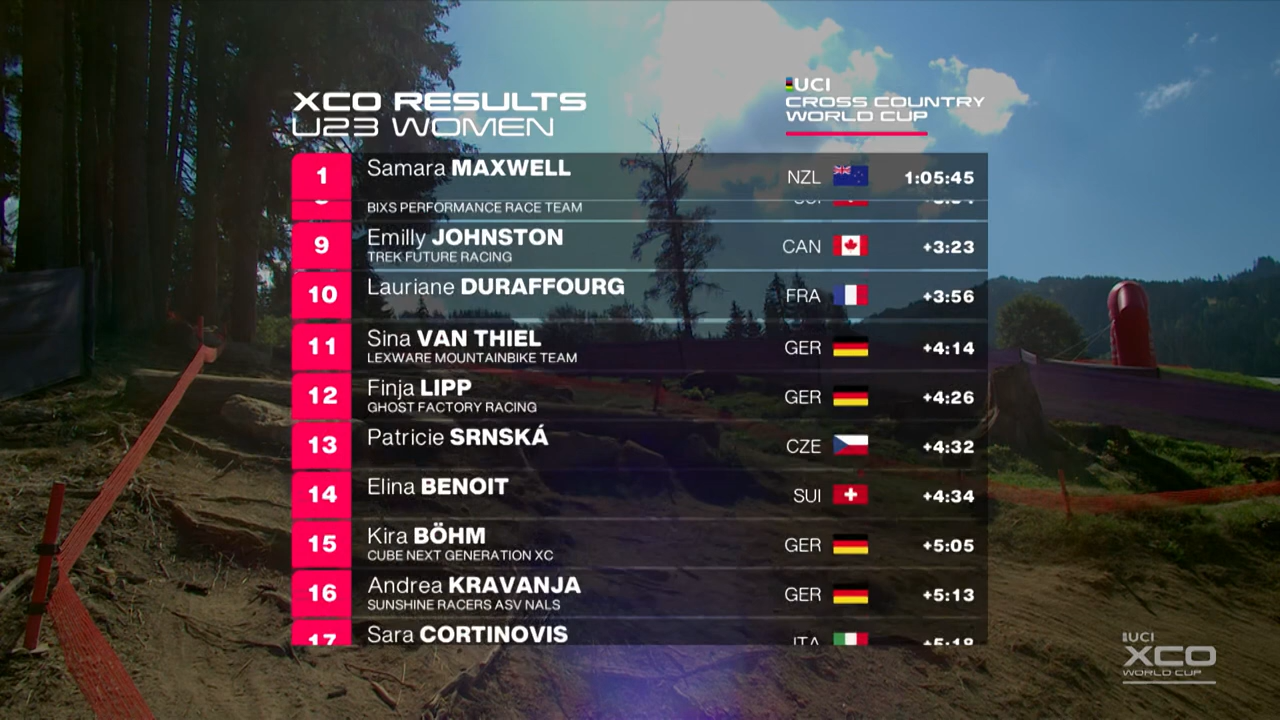 XCO RESULTS
U23 WOMEN
UCI
CROSS COUNTRY
WORLD CUP
1 Samara MAXWELL NZL 1:05:45
BIXS PERFORMANCE RACE TEAM
9 Emilly JOHNSTON CAN +3:23
TREK FUTURE RACING
10 Lauriane DURAFFOURG FRA +3:56
11 Sina VAN THIEL GER +4:14
LEXWARE MOUNTAINBIKE TEAM
12 Finja LIPP GER +4:26
GHOST FACTORY RACING
13 Patricie SRNSKÁ CZE +4:32
14 Elina BENOIT SUI +4:34
15 Kira BÖHM GER +5:05
CUBE NEXT GENERATION XC
16 Andrea KRAVANJA GER +5:13
SUNSHINE RACERS ASV NALS
17 Sara CORTINOVIS ITA +5:18
UCI
XCO
WORLD CUP